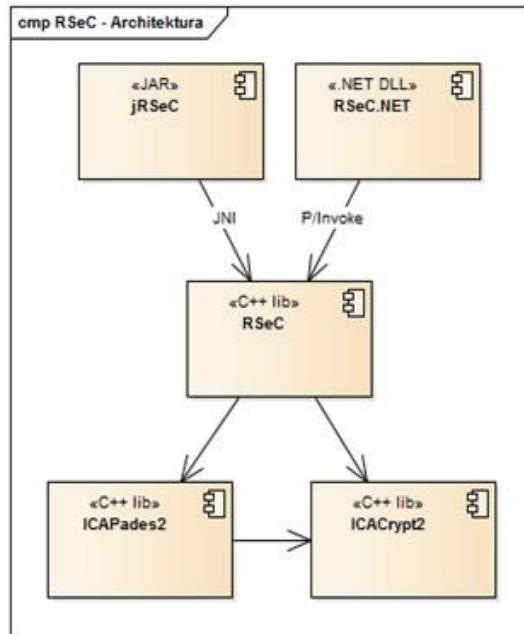 cmp RSeC - Architektura
«JAR»
jRSeC
«.NET DLL»
RSeC.NET
JNI
P/Invoke
«C++ lib»
RSeC
«C++ lib»
ICAPades2
«C++ lib»
ICACrypt2